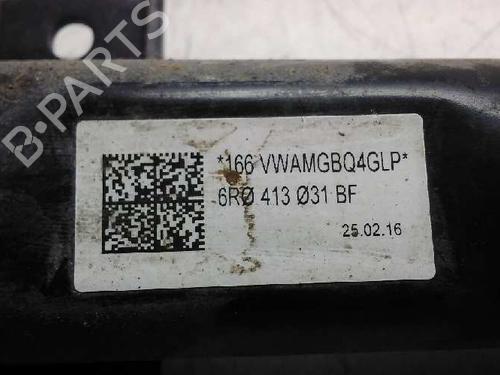 B-PARTS
*166 VWAMGBQ4GLP*
6RØ 413 Ø31 BF
25.02.16